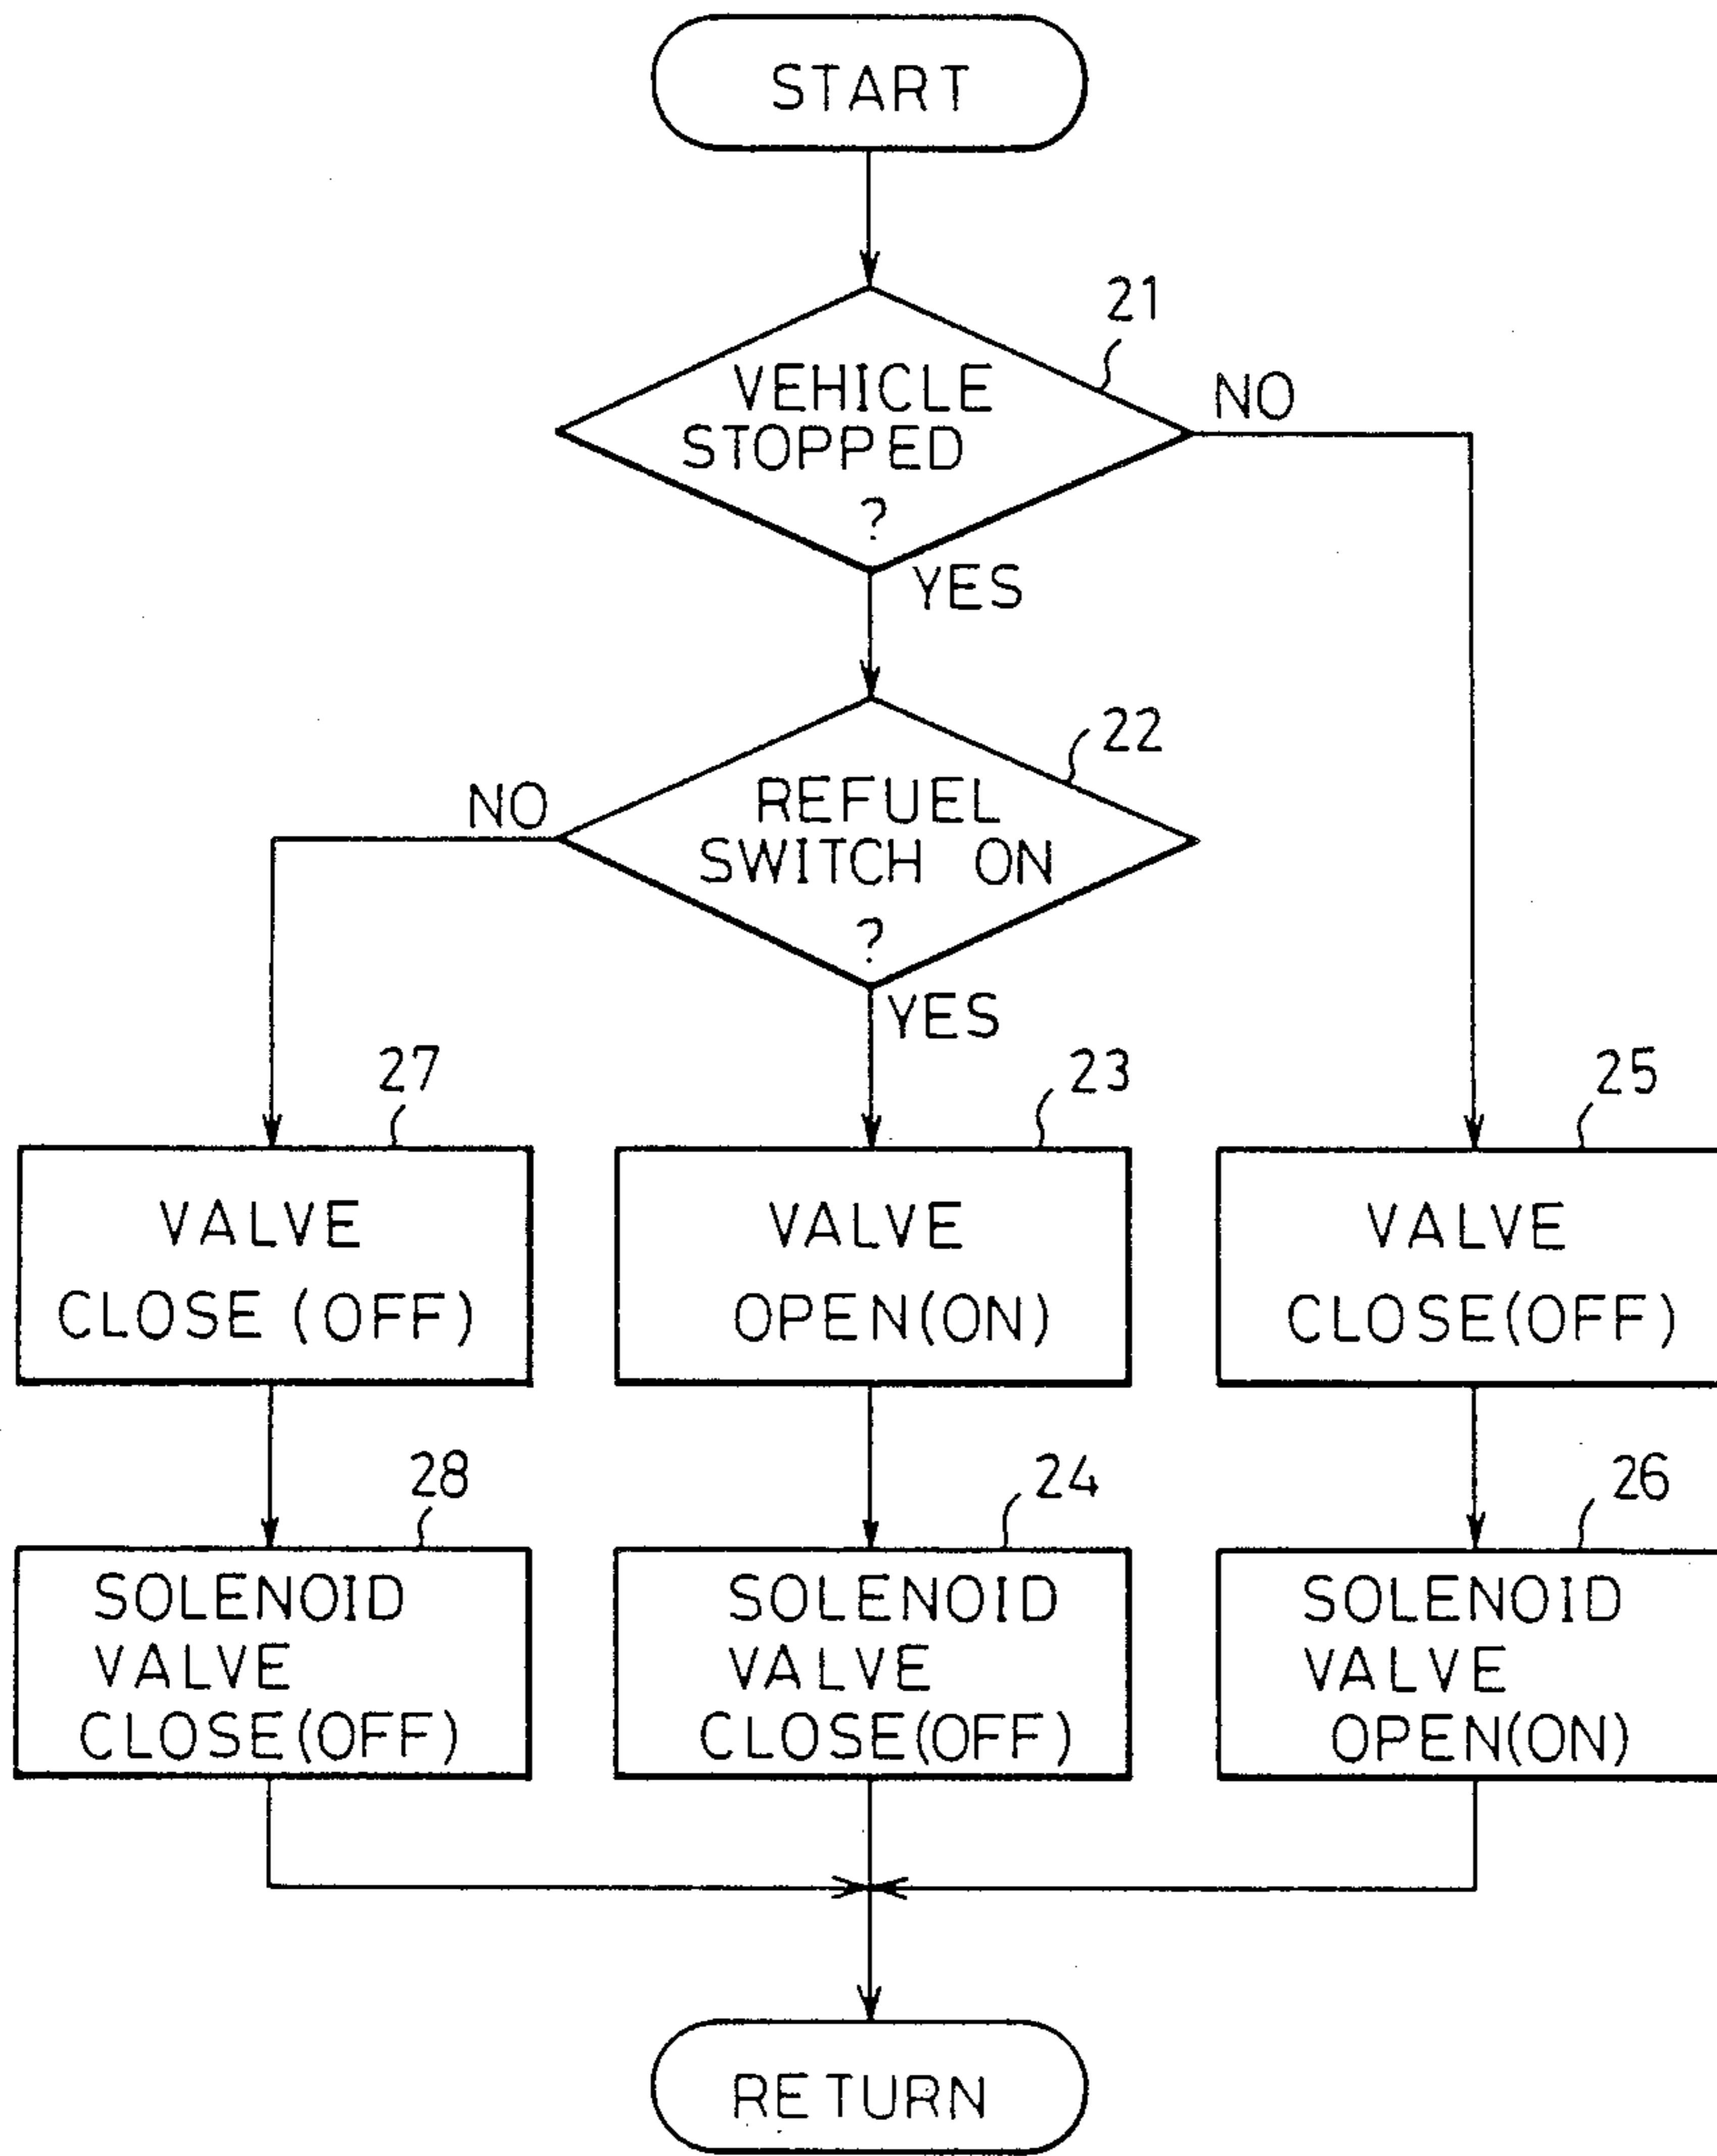 START
21
VEHICLE
STOPPED
?
NO
YES
22
REFUEL
SWITCH ON
?
NO
YES
27
VALVE
CLOSE (OFF)
23
VALVE
OPEN(ON)
25
VALVE
CLOSE(OFF)
28
SOLENOID
VALVE
CLOSE(OFF)
24
SOLENOID
VALVE
CLOSE(OFF)
26
SOLENOID
VALVE
OPEN(ON)
RETURN